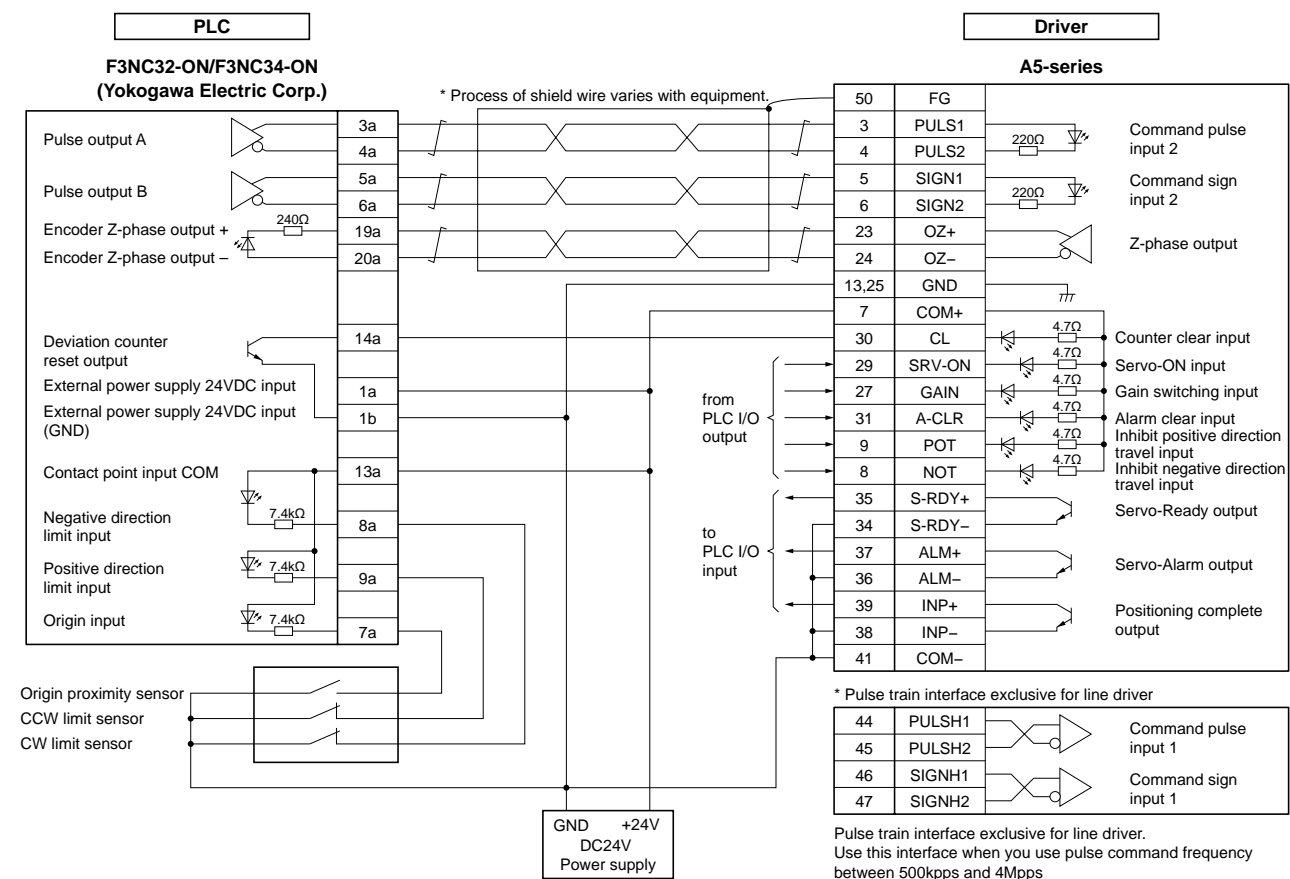 PLC
Driver
F3NC32-ON/F3NC34-ON
(Yokogawa Electric Corp.)
A5-series
* Process of shield wire varies with equipment.
Pulse output A
3a
4a
Pulse output B
5a
6a
Encoder Z-phase output +
240Ω
19a
Encoder Z-phase output –
20a
Deviation counter
reset output
14a
External power supply 24VDC input
1a
External power supply 24VDC input
(GND)
1b
Contact point input COM
13a
Negative direction
limit input
7.4kΩ
8a
Positive direction
limit input
7.4kΩ
9a
Origin input
7.4kΩ
7a
Origin proximity sensor
CCW limit sensor
CW limit sensor
from
PLC I/O
output
to
PLC I/O
input
GND +24V
DC24V
Power supply
50 FG
3 PULS1
4 PULS2
220Ω
Command pulse
input 2
5 SIGN1
6 SIGN2
220Ω
Command sign
input 2
23 OZ+
24 OZ–
Z-phase output
13,25 GND
7 COM+
30 CL 4.7Ω Counter clear input
29 SRV-ON 4.7Ω Servo-ON input
27 GAIN 4.7Ω Gain switching input
31 A-CLR 4.7Ω Alarm clear input
9 POT 4.7Ω Inhibit positive direction
travel input
8 NOT 4.7Ω Inhibit negative direction
travel input
35 S-RDY+
34 S-RDY–
Servo-Ready output
37 ALM+
36 ALM–
Servo-Alarm output
39 INP+
38 INP–
Positioning complete
output
41 COM–
* Pulse train interface exclusive for line driver
44 PULSH1
45 PULSH2
Command pulse
input 1
46 SIGNH1
47 SIGNH2
Command sign
input 1
Pulse train interface exclusive for line driver.
Use this interface when you use pulse command frequency
between 500kpps and 4Mpps